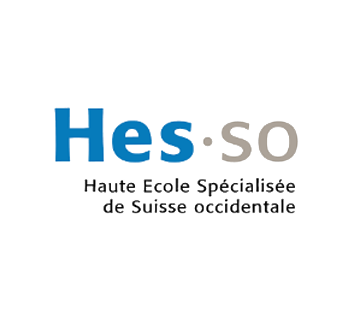 Hes·so
Haute Ecole Spécialisée
de Suisse occidentale